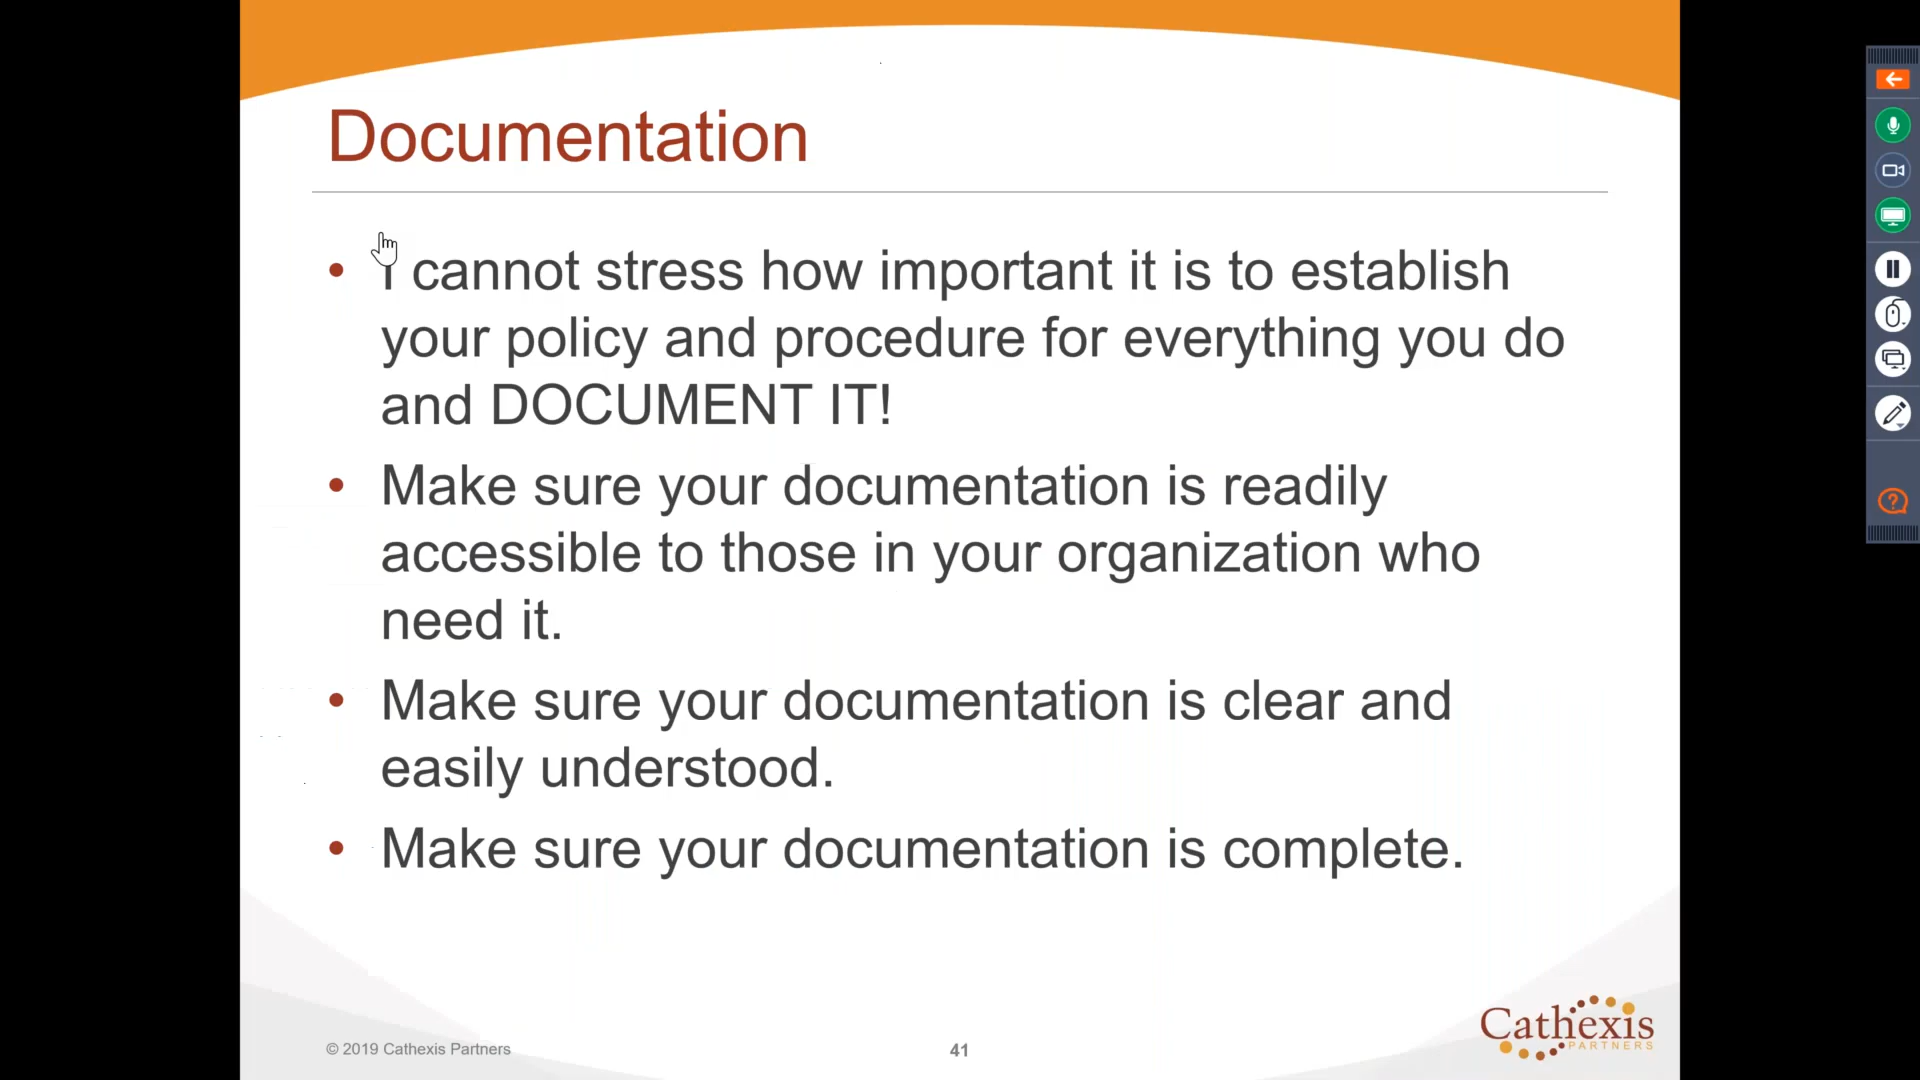 Documentation
• I cannot stress how important it is to establish
your policy and procedure for everything you do
and DOCUMENT IT!
• Make sure your documentation is readily
accessible to those in your organization who
need it.
• Make sure your documentation is clear and
easily understood.
• Make sure your documentation is complete.
© 2019 Cathexis Partners
41
Cathexis
PARTNERS